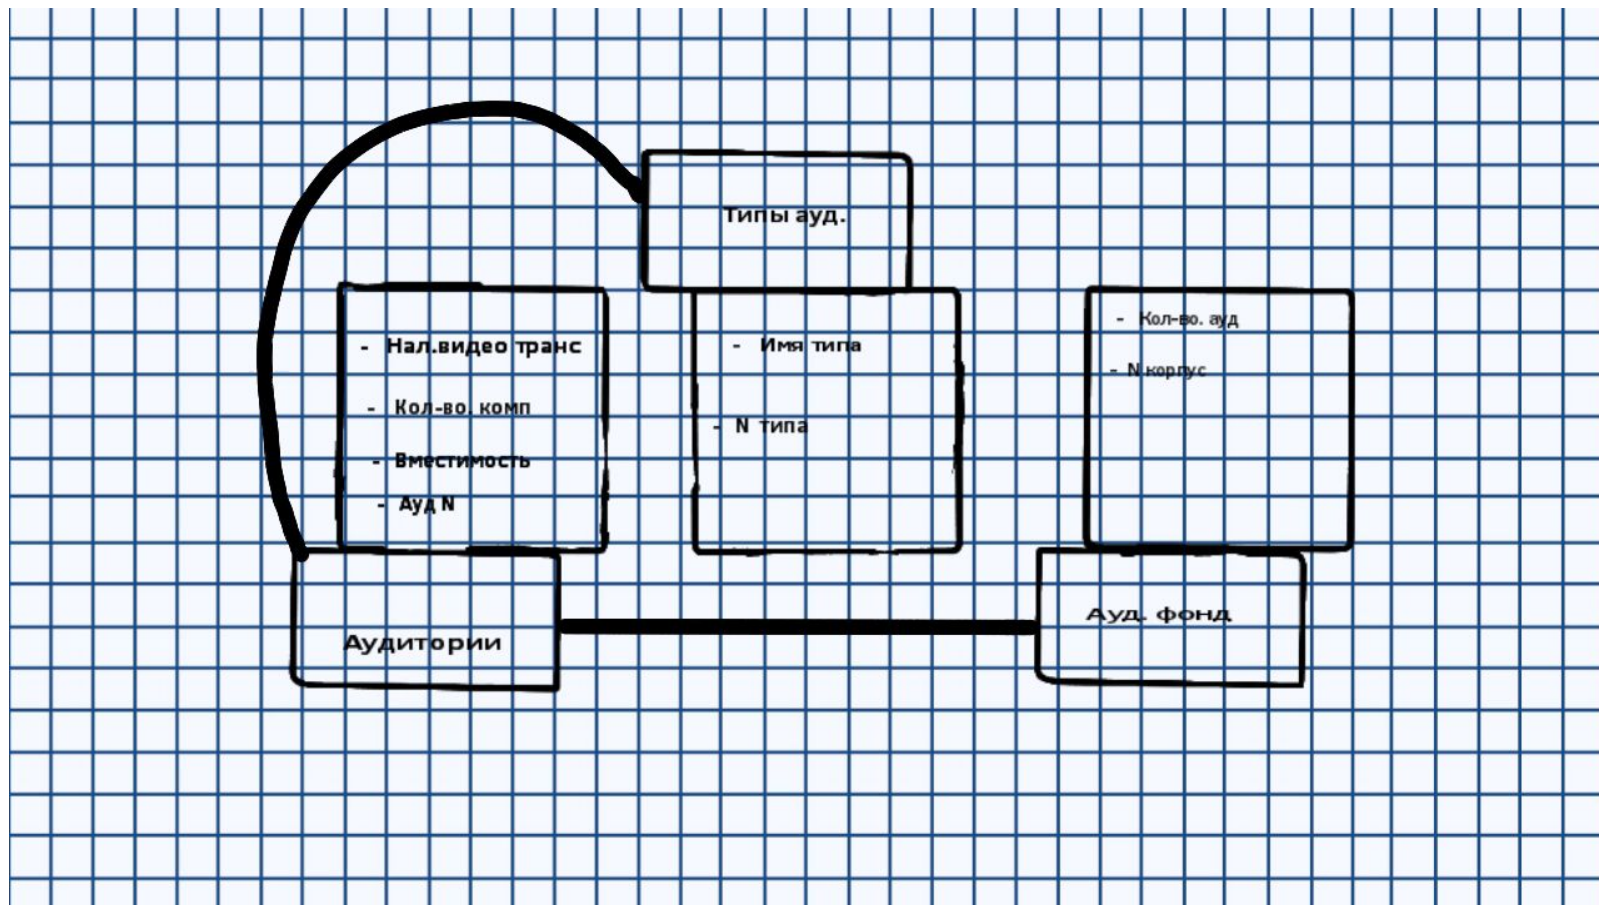 Типы ауд.
- Нал.видео транс
- Кол-во. комп
- Вместимость
- Ауд N
- Имя типа
- N типа
- Кол-во. ауд
- N корпус
Аудитории
Ауд. фонд